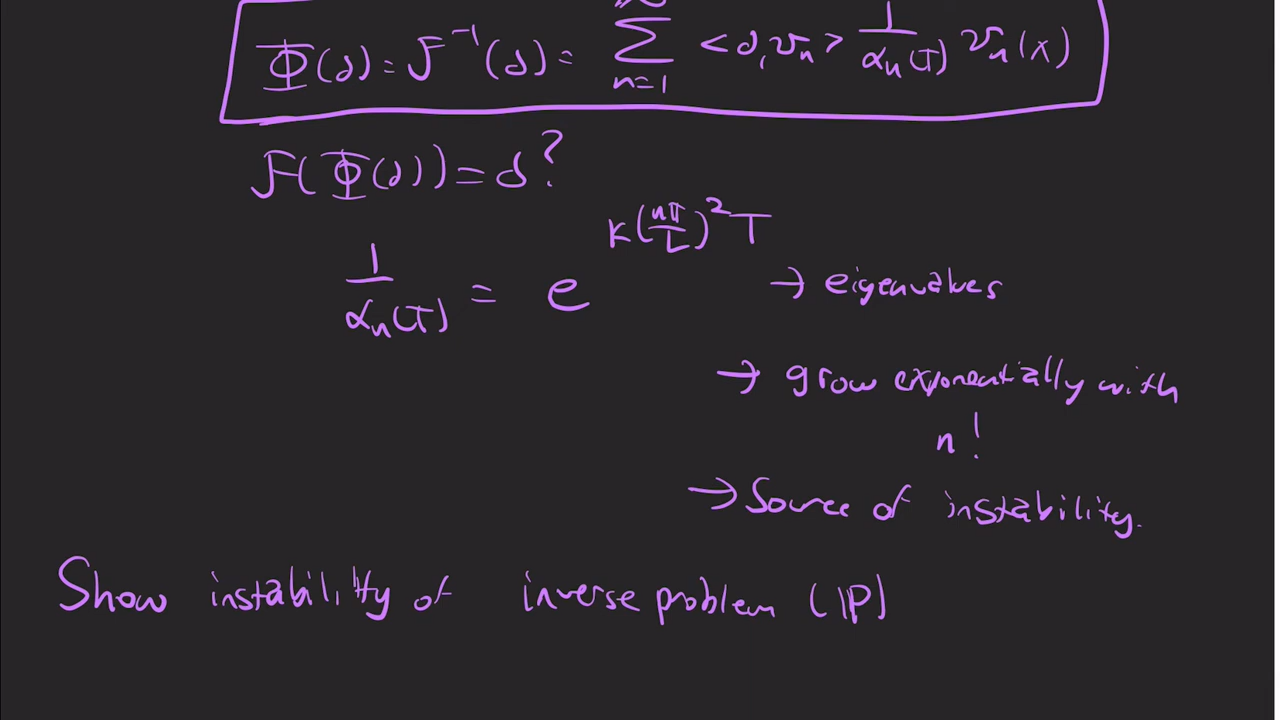 Φ(d) = F⁻¹(d) = ∑_{n=1}^{∞} <d, v_n> 1/α_n(T) v_n(x)
F(Φ(d)) = d?
1/α_n(T) = e^{κ(nπ/L)² T}
→ eigenvalues
→ grow exponentially with
n!
→ Source of instability.
Show instability of inverse problem (IP)